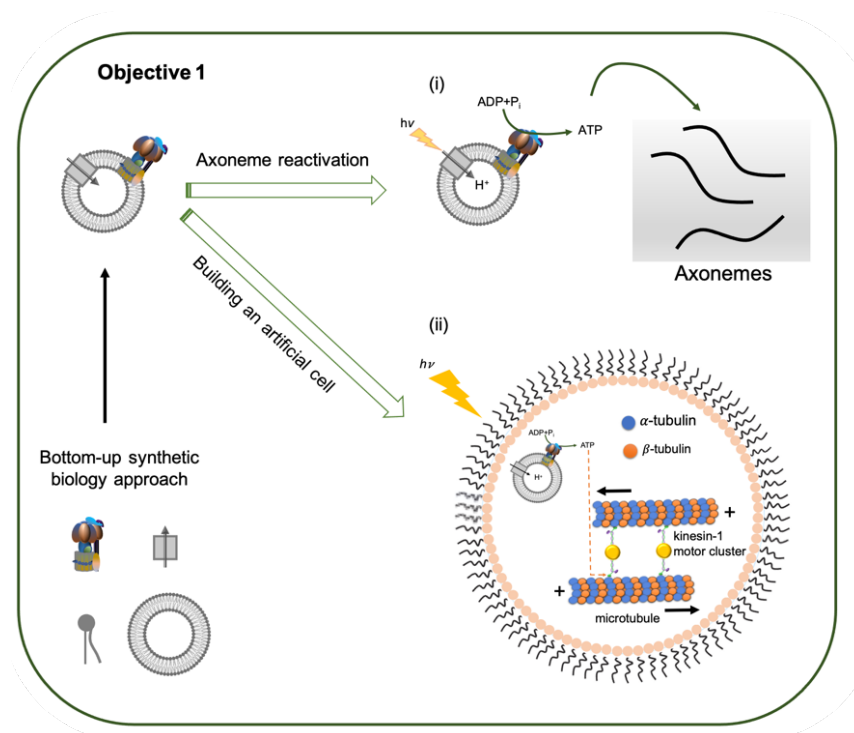 Objective 1
(i)
ADP+Pi
hν
ATP
H+
Axoneme reactivation
Axonemes
Building an artificial cell
Bottom-up synthetic
biology approach
(ii)
hν
α-tubulin
β-tubulin
ADP+Pi
ATP
H+
+
kinesin-1
motor cluster
+
microtubule